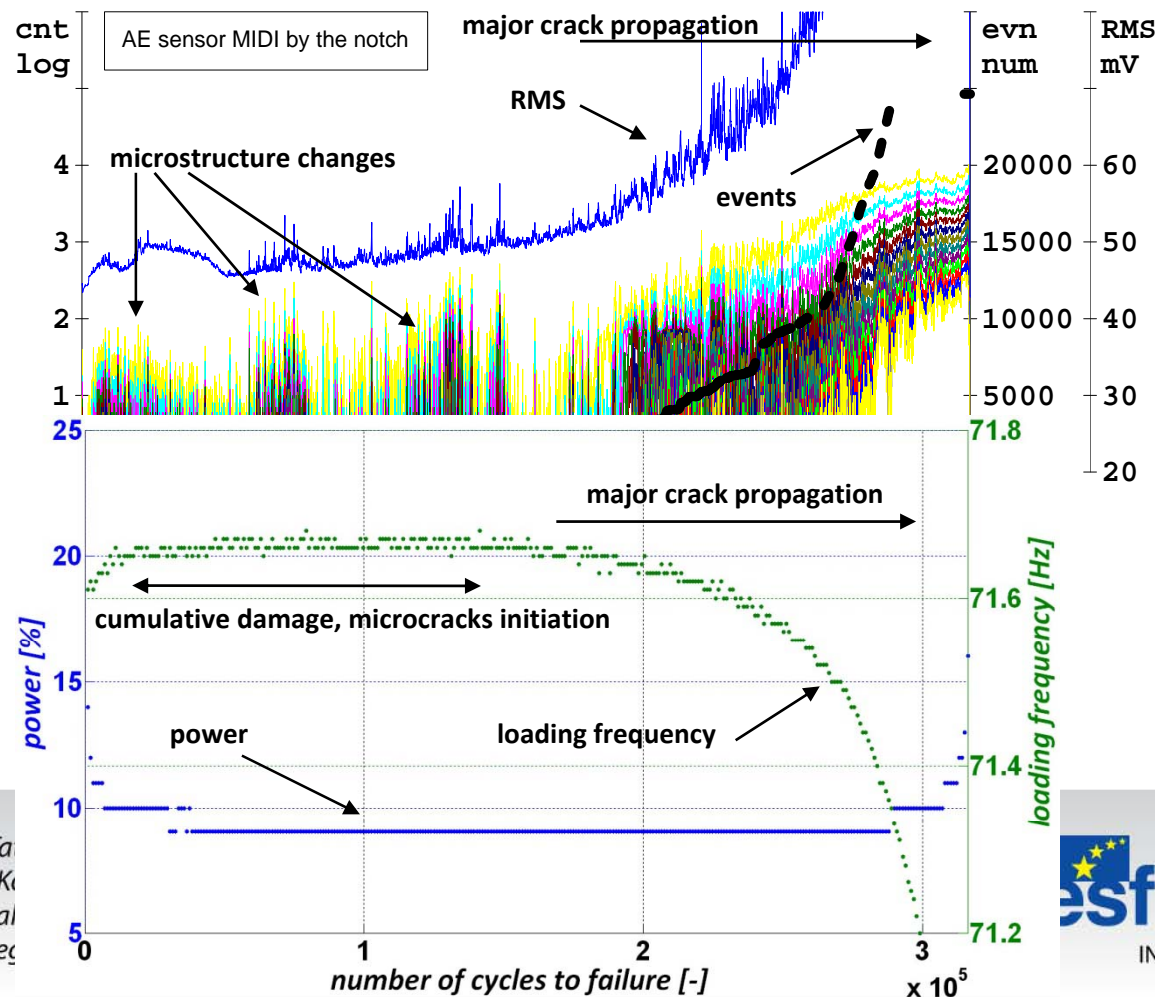 cnt
log
AE sensor MIDI by the notch
major crack propagation
evn
num
RMS
mV
RMS
microstructure changes
events
4
3
2
1
20000
15000
10000
5000
60
50
40
30
20
25
20
15
10
5
power [%]
71.8
71.6
71.4
71.2
loading frequency [Hz]
major crack propagation
cumulative damage, microcracks initiation
power
loading frequency
0
1
2
3
x 10⁵
number of cycles to failure [-]
esf
IN